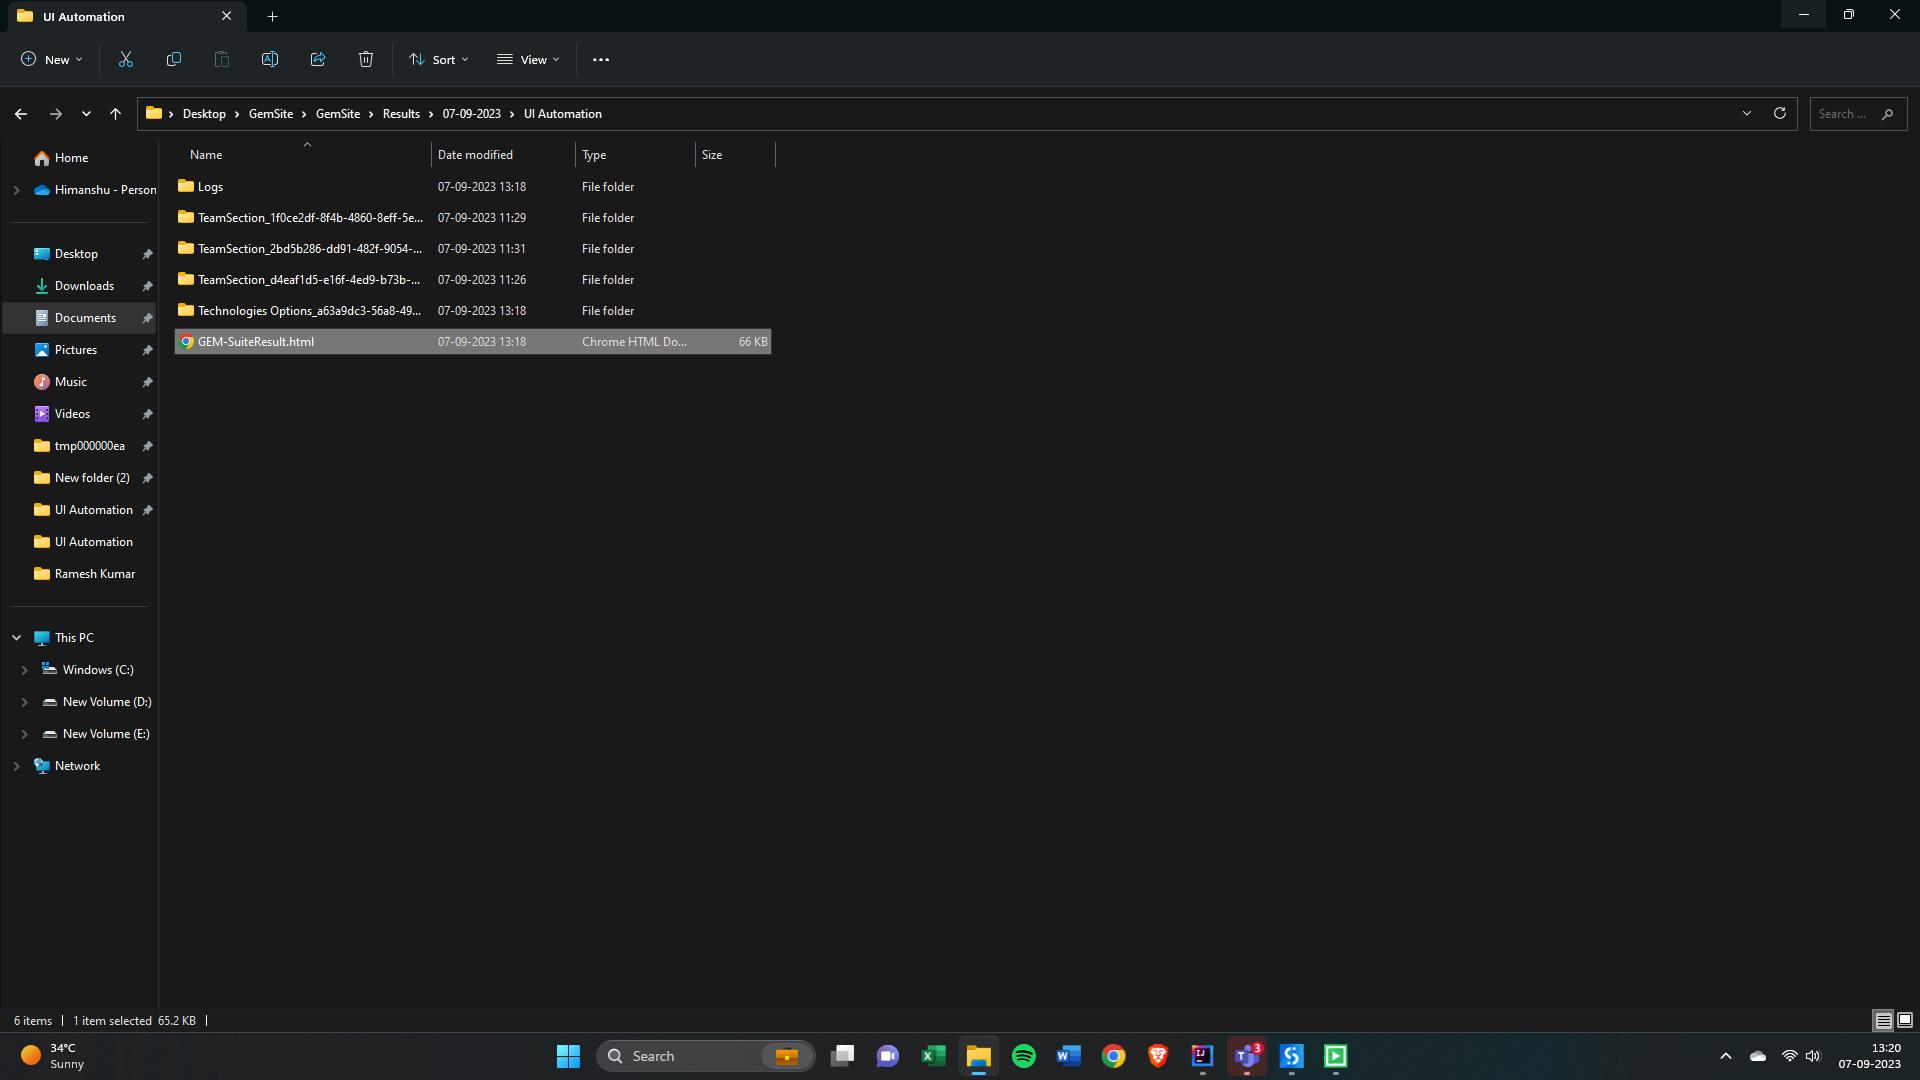 UI Automation
New
Sort
View
Desktop > GemSite > GemSite > Results > 07-09-2023 > UI Automation
Search ...
Name
Date modified
Type
Size
Logs 07-09-2023 13:18 File folder
TeamSection_1f0ce2df-8f4b-4860-8eff-5e... 07-09-2023 11:29 File folder
TeamSection_2bd5b286-dd91-482f-9054-... 07-09-2023 11:31 File folder
TeamSection_d4eaf1d5-e16f-4ed9-b73b-... 07-09-2023 11:26 File folder
Technologies Options_a63a9dc3-56a8-49... 07-09-2023 13:18 File folder
GEM-SuiteResult.html 07-09-2023 13:18 Chrome HTML Do... 66 KB
Home
Himanshu - Person
Desktop
Downloads
Documents
Pictures
Music
Videos
tmp000000ea
New folder (2)
UI Automation
UI Automation
Ramesh Kumar
This PC
Windows (C:)
New Volume (D:)
New Volume (E:)
Network
6 items
1 item selected 65.2 KB
34°C
Sunny
Search
3
13:20
07-09-2023